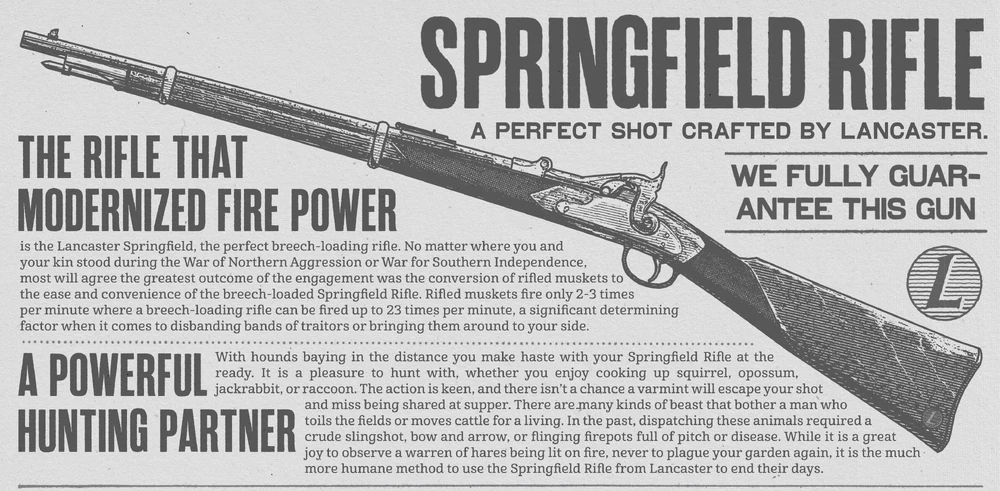 SPRINGFIELD RIFLE
A PERFECT SHOT CRAFTED BY LANCASTER.
WE FULLY GUAR-
ANTEE THIS GUN
L
THE RIFLE THAT
MODERNIZED FIRE POWER
is the Lancaster Springfield, the perfect breech-loading rifle. No matter where you and
your kin stood during the War of Northern Aggression or War for Southern Independence,
most will agree the greatest outcome of the engagement was the conversion of rifled muskets to
the ease and convenience of the breech-loaded Springfield Rifle. Rifled muskets fire only 2-3 times
per minute where a breech-loading rifle can be fired up to 23 times per minute, a significant determining
factor when it comes to disbanding bands of traitors or bringing them around to your side.
A POWERFUL
HUNTING PARTNER
With hounds baying in the distance you make haste with your Springfield Rifle at the
ready. It is a pleasure to hunt with, whether you enjoy cooking up squirrel, opossum,
jackrabbit, or raccoon. The action is keen, and there isn't a chance a varmint will escape your shot
and miss being shared at supper. There are many kinds of beast that bother a man who
toils the fields or moves cattle for a living. In the past, dispatching these animals required a
crude slingshot, bow and arrow, or flinging firepots full of pitch or disease. While it is a great
joy to observe a warren of hares being lit on fire, never to plague your garden again, it is the much
more humane method to use the Springfield Rifle from Lancaster to end their days.
L